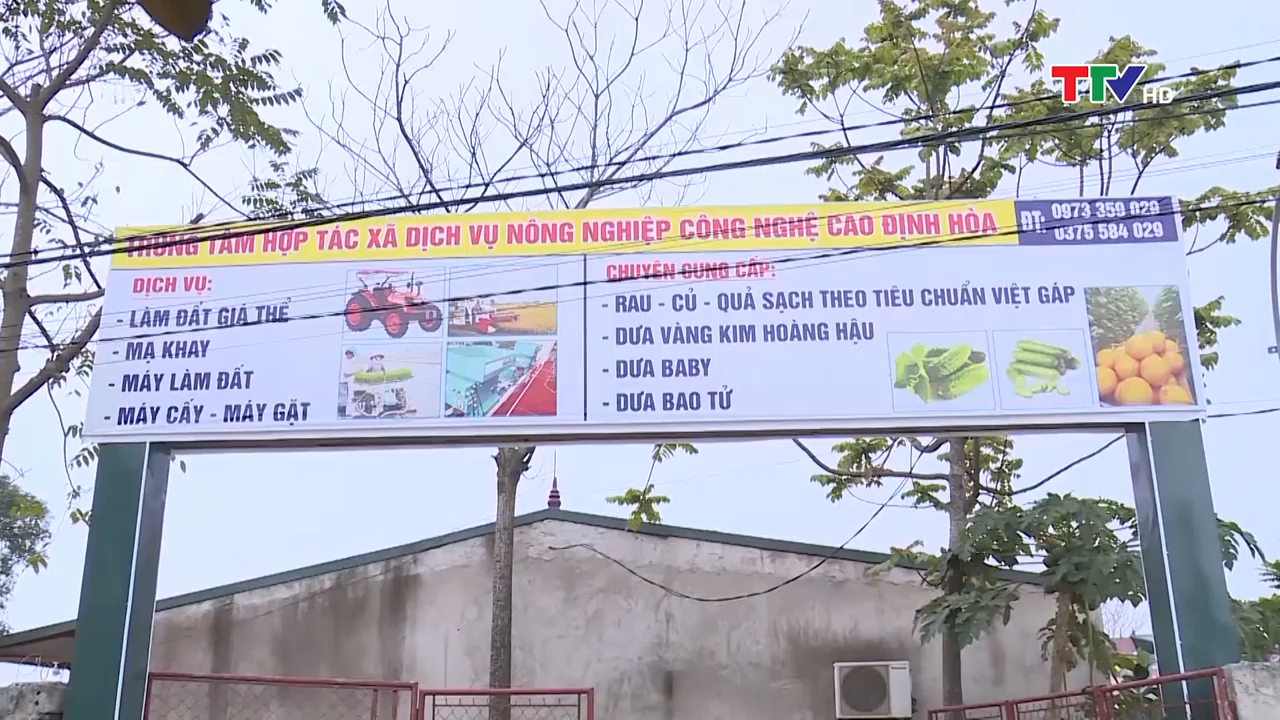 TTV HD
TRUNG TÂM HỢP TÁC XÃ DỊCH VỤ NÔNG NGHIỆP CÔNG NGHỆ CAO ĐỊNH HÒA
ĐT: 0973 359 029
0375 584 029
DỊCH VỤ:
- LÀM ĐẤT GIÁ THỂ
- MẠ KHAY
- MÁY LÀM ĐẤT
- MÁY CẤY - MÁY GẶT
CHUYÊN CUNG CẤP:
- RAU - CỦ - QUẢ SẠCH THEO TIÊU CHUẨN VIỆT GÁP
- DƯA VÀNG KIM HOÀNG HẬU
- DƯA BABY
- DƯA BAO TỬ